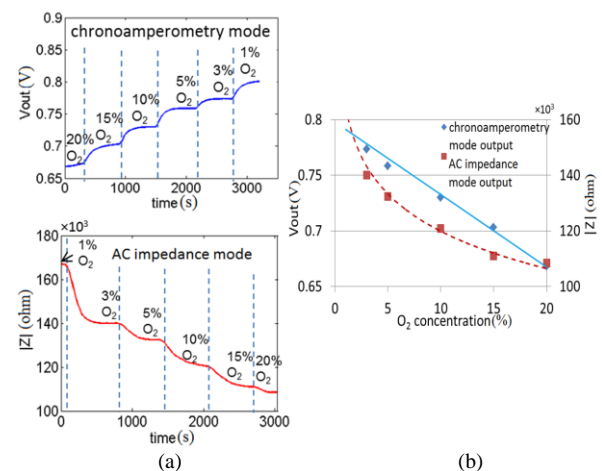 chronoamperometry mode
Vout (V)
0.9
0.85
0.8
0.75
0.7
0.65
20% O₂
15% O₂
10% O₂
5% O₂
3% O₂
1% O₂
0 1000 2000 3000
time(s)
×10³
AC impedance mode
|Z| (ohm)
180
160
140
120
100
1% O₂
3% O₂
5% O₂
10% O₂
15% O₂
20% O₂
0 1000 2000 3000
time(s)
(a)
Vout (V)
0.8
0.75
0.7
0.65
chronoamperometry
mode output
AC impedance
mode output
×10³
160
150
140
130
120
110
100
|Z| (ohm)
0 5 10 15 20
O₂ concentration(%)
(b)